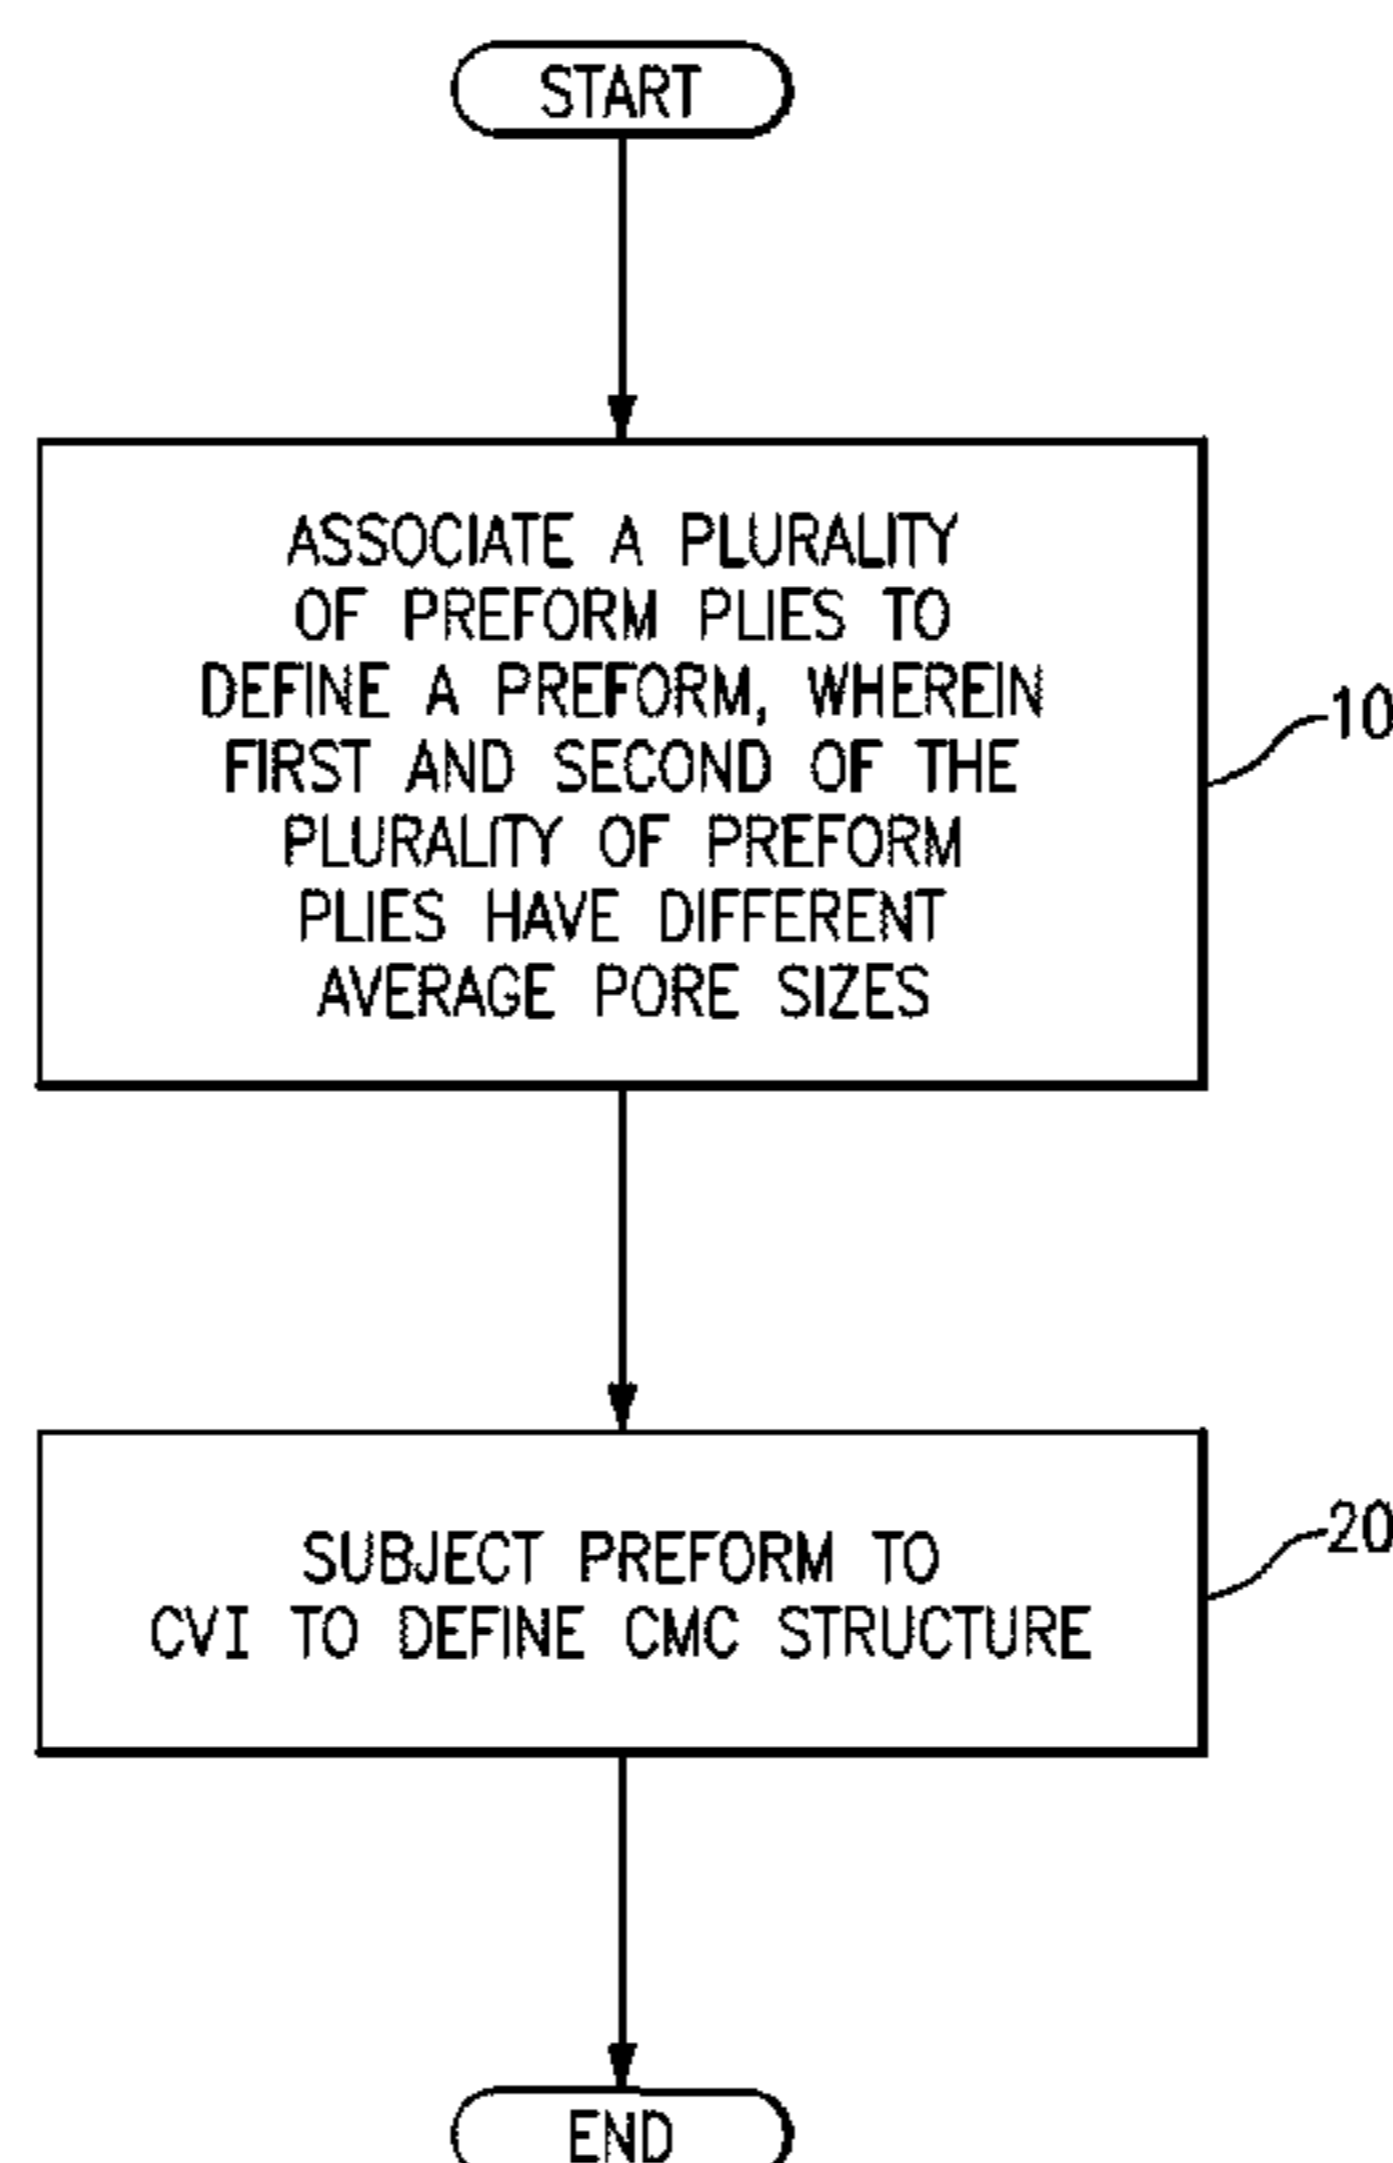 START
ASSOCIATE A PLURALITY
OF PREFORM PLIES TO
DEFINE A PREFORM, WHEREIN
FIRST AND SECOND OF THE
PLURALITY OF PREFORM
PLIES HAVE DIFFERENT
AVERAGE PORE SIZES
10
SUBJECT PREFORM TO
CVI TO DEFINE CMC STRUCTURE
20
END